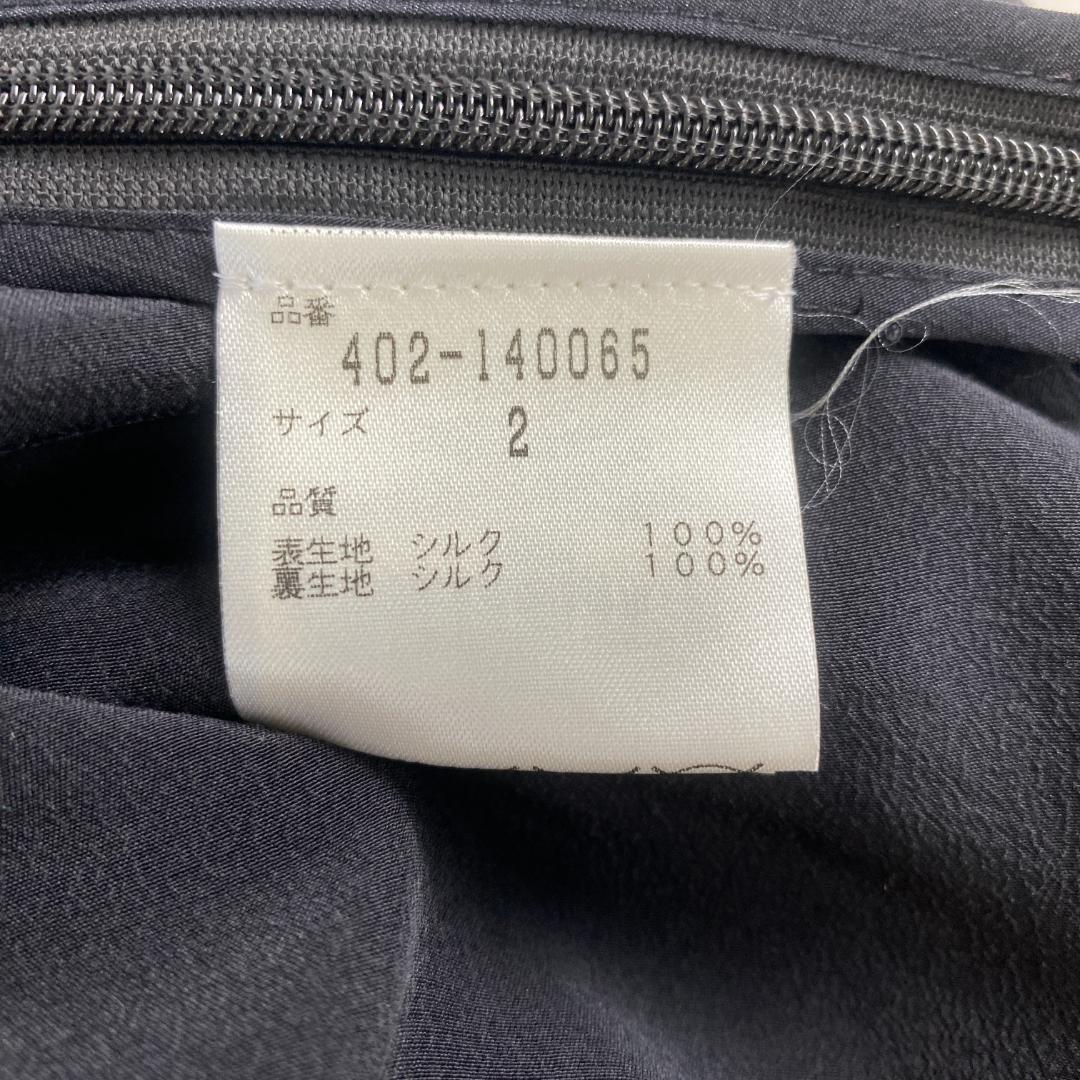 品番
402-140065
サイズ 2
品質
表生地 シルク 100%
裏生地 シルク 100%